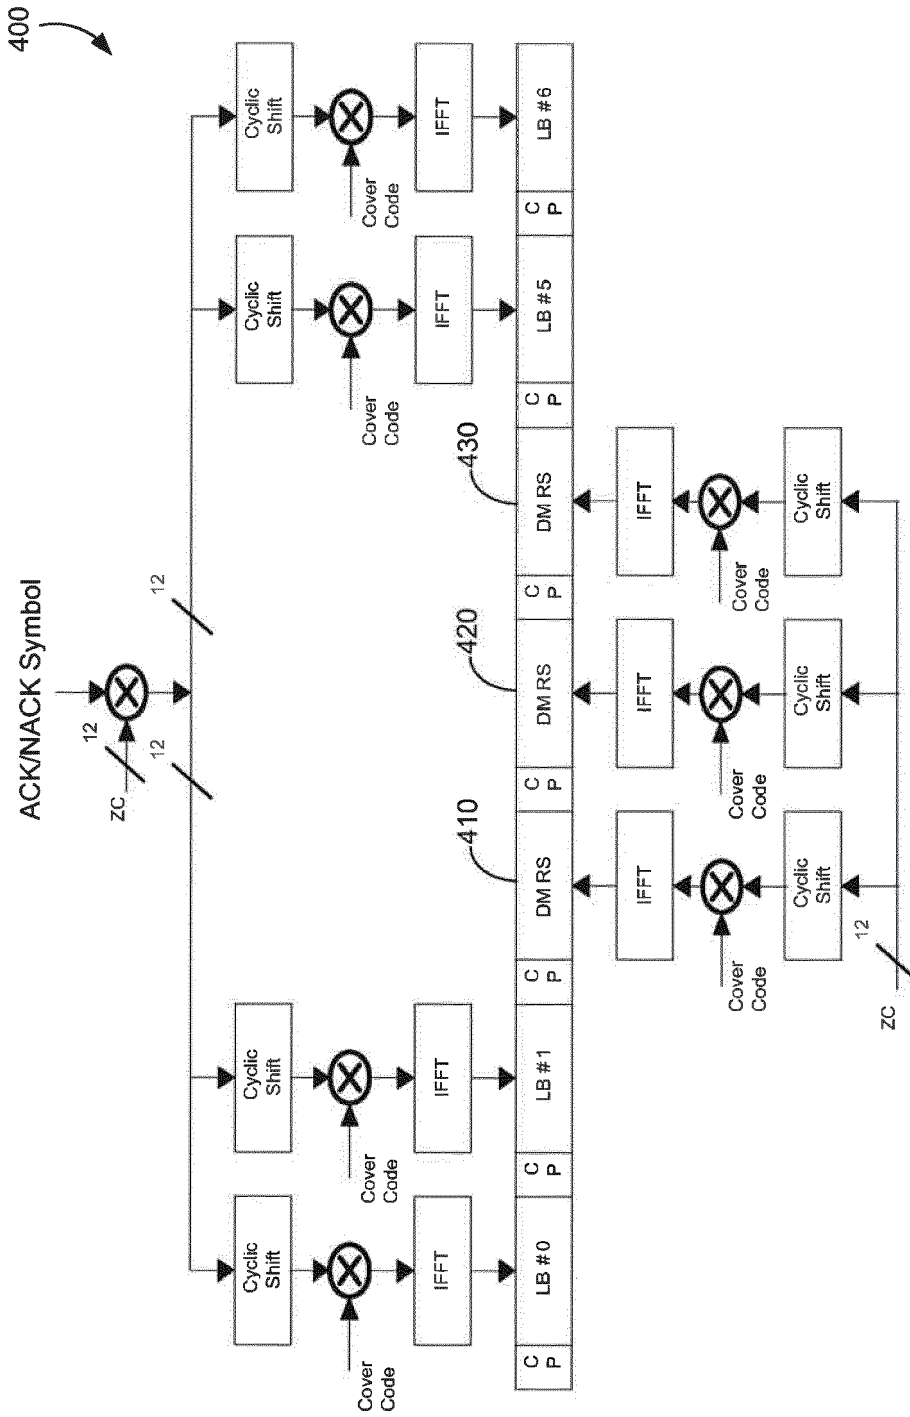 400
ACK/NACK Symbol
12
ZC
12
12
Cyclic
Shift
Cyclic
Shift
Cyclic
Shift
Cyclic
Shift
Cover
Code
Cover
Code
Cover
Code
Cover
Code
IFFT
IFFT
IFFT
IFFT
410
420
430
C
P
LB #0
C
P
LB #1
C
P
DM RS
C
P
DM RS
C
P
DM RS
C
P
LB #5
C
P
LB #6
IFFT
IFFT
IFFT
Cover
Code
Cover
Code
Cover
Code
Cyclic
Shift
Cyclic
Shift
Cyclic
Shift
12
ZC